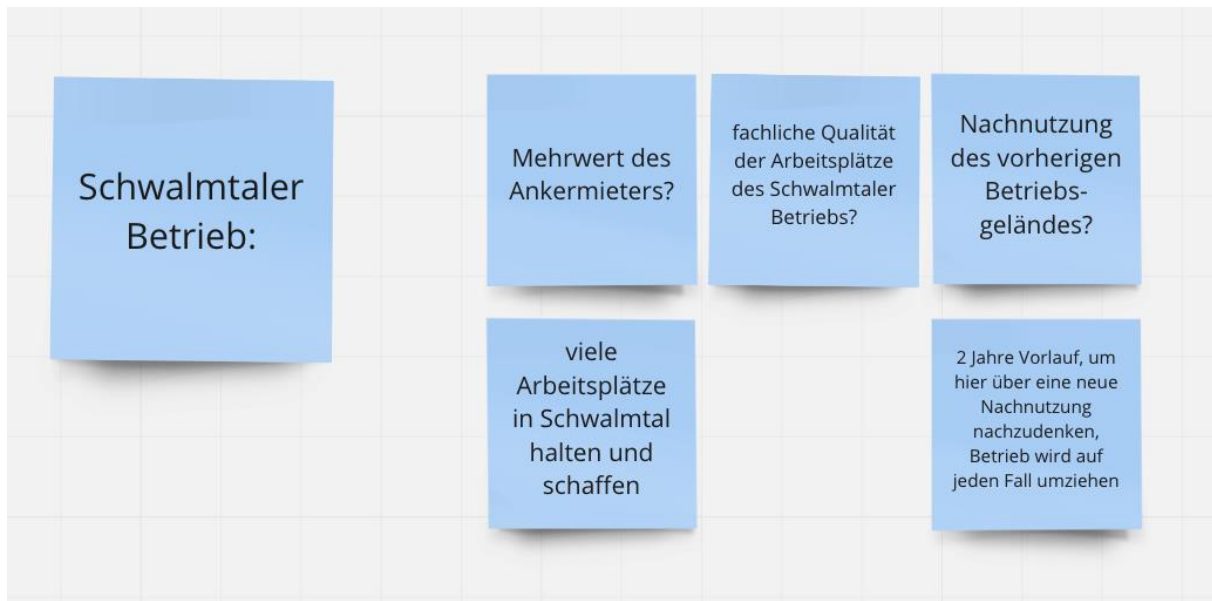 Schwalmtaler
Betrieb:
Mehrwert des
Ankermieters?
fachliche Qualität
der Arbeitsplätze
des Schwalmtaler
Betriebs?
Nachnutzung
des vorherigen
Betriebs-
geländes?
viele
Arbeitsplätze
in Schwalmtal
halten und
schaffen
2 Jahre Vorlauf, um
hier über eine neue
Nachnutzung
nachzudenken,
Betrieb wird auf
jeden Fall umziehen